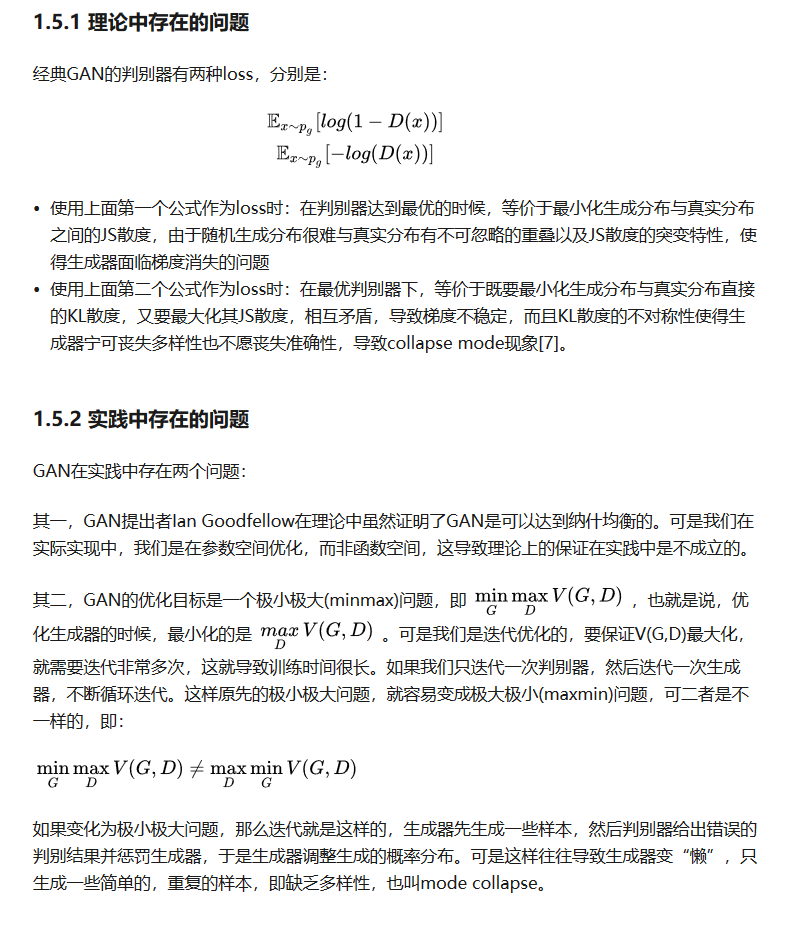 1.5.1 理论中存在的问题
经典GAN的判别器有两种loss，分别是：
𝔼_{x∼p_g}[log(1 − D(x))]
𝔼_{x∼p_g}[−log(D(x))]
• 使用上面第一个公式作为loss时：在判别器达到最优的时候，等价于最小化生成分布与真实分布
之间的JS散度，由于随机生成分布很难与真实分布有不可忽略的重叠以及JS散度的突变特性，使
得生成器面临梯度消失的问题
• 使用上面第二个公式作为loss时：在最优判别器下，等价于既要最小化生成分布与真实分布直接
的KL散度，又要最大化其JS散度，相互矛盾，导致梯度不稳定，而且KL散度的不对称性使得生
成器宁可丧失多样性也不愿丧失准确性，导致collapse mode现象[7]。
1.5.2 实践中存在的问题
GAN在实践中存在两个问题：
其一，GAN提出者Ian Goodfellow在理论中虽然证明了GAN是可以达到纳什均衡的。可是我们在
实际实现中，我们是在参数空间优化，而非函数空间，这导致理论上的保证在实践中是不成立的。
其二，GAN的优化目标是一个极小极大(minmax)问题，即 min_G max_D V(G, D) ，也就是说，优
化生成器的时候，最小化的是 max_D V(G, D) 。可是我们是迭代优化的，要保证V(G,D)最大化，
就需要迭代非常多次，这就导致训练时间很长。如果我们只迭代一次判别器，然后迭代一次生成
器，不断循环迭代。这样原先的极小极大问题，就容易变成极大极小(maxmin)问题，可二者是不
一样的，即：
min_G max_D V(G, D) ≠ max_D min_G V(G, D)
如果变化为极小极大问题，那么迭代就是这样的，生成器先生成一些样本，然后判别器给出错误的
判别结果并惩罚生成器，于是生成器调整生成的概率分布。可是这样往往导致生成器变“懒”，只
生成一些简单的，重复的样本，即缺乏多样性，也叫mode collapse。